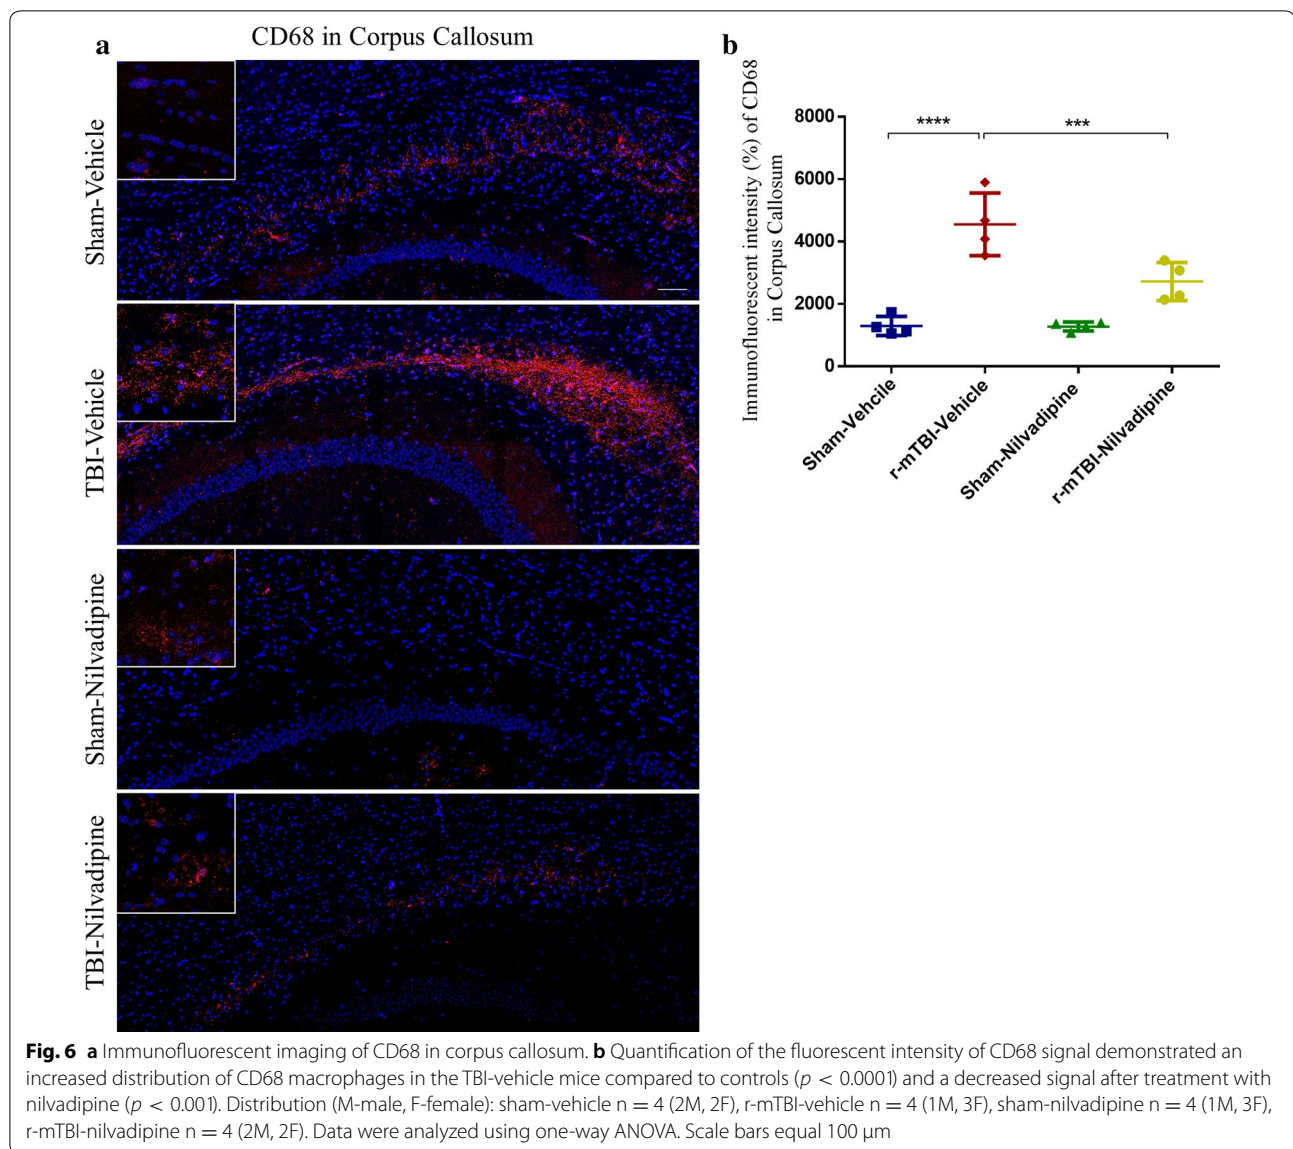 a
CD68 in Corpus Callosum
Sham-Vehicle
TBI-Vehicle
Sham-Nilvadipine
TBI-Nilvadipine
b
Immunofluorescent intensity (%) of CD68
in Corpus Callosum
8000
6000
4000
2000
0
****
***
Sham-Vehcile
r-mTBI-Vehicle
Sham-Nilvadipine
r-mTBI-Nilvadipine
Fig. 6 a Immunofluorescent imaging of CD68 in corpus callosum. b Quantification of the fluorescent intensity of CD68 signal demonstrated an
increased distribution of CD68 macrophages in the TBI-vehicle mice compared to controls (p < 0.0001) and a decreased signal after treatment with
nilvadipine (p < 0.001). Distribution (M-male, F-female): sham-vehicle n = 4 (2M, 2F), r-mTBI-vehicle n = 4 (1M, 3F), sham-nilvadipine n = 4 (1M, 3F),
r-mTBI-nilvadipine n = 4 (2M, 2F). Data were analyzed using one-way ANOVA. Scale bars equal 100 μm